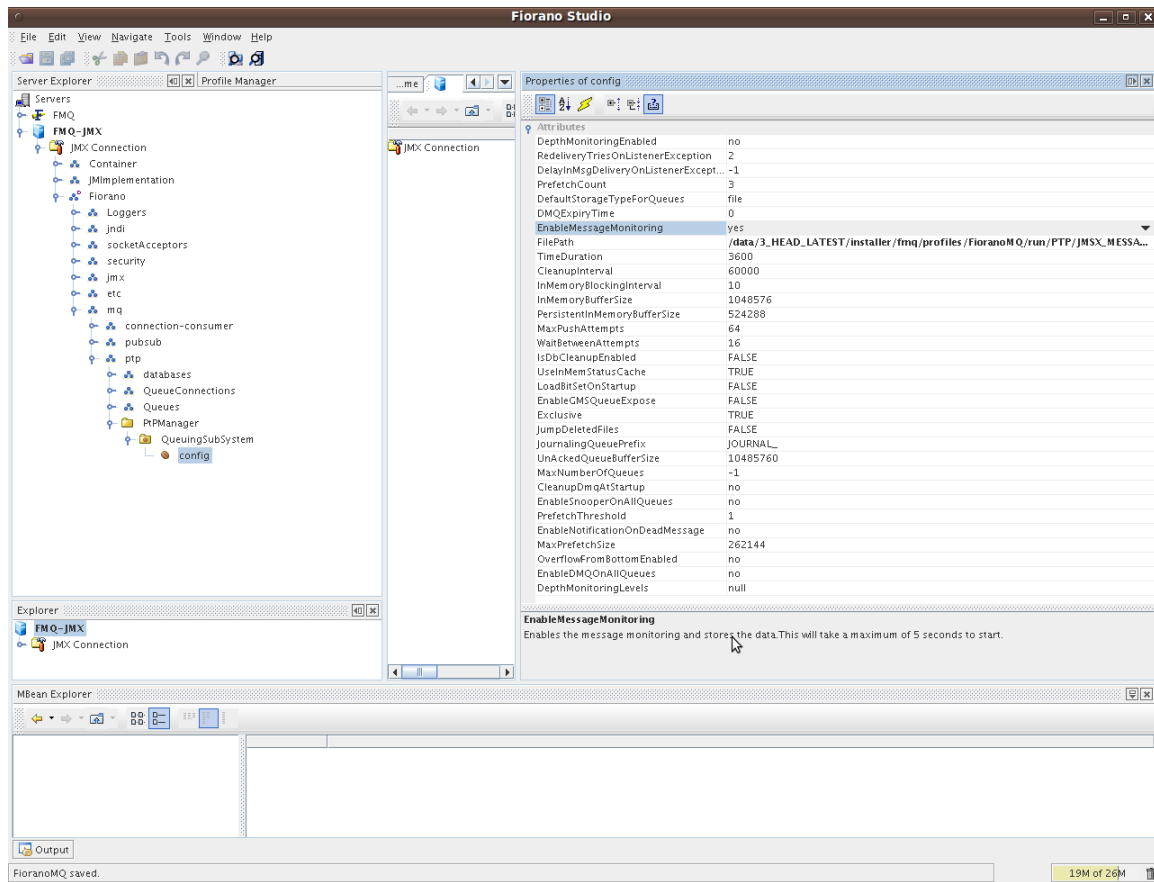 Fiorano Studio
File Edit View Navigate Tools Window Help
Server Explorer Profile Manager
Servers
FMQ
FMQ-JMX
JMX Connection
Container
JMImplementation
Fiorano
Loggers
jndi
socketAcceptors
security
jmx
etc
mq
connection-consumer
pubsub
ptp
databases
QueueConnections
Queues
PtPManager
QueuingSubSystem
config
Explorer
FMQ-JMX
JMX Connection
...me
JMX Connection
Properties of config
Attributes
DepthMonitoringEnabled no
RedeliveryTriesOnListenerException 2
DelayInMsgDeliveryOnListenerExcept... -1
PrefetchCount 3
DefaultStorageTypeForQueues file
DMQExpiryTime 0
EnableMessageMonitoring yes
FilePath /data/3_HEAD_LATEST/installer/fmq/profiles/FioranoMQ/run/PTP/JMSX_MESSA...
TimeDuration 3600
CleanupInterval 60000
InMemoryBlockingInterval 10
InMemoryBufferSize 1048576
PersistentInMemoryBufferSize 524288
MaxPushAttempts 64
WaitBetweenAttempts 16
IsDbCleanupEnabled FALSE
UseInMemStatusCache TRUE
LoadBitSetOnStartup FALSE
EnableGMSQueueExpose FALSE
Exclusive TRUE
JumpDeletedFiles FALSE
JournalingQueuePrefix JOURNAL_
UnAckedQueueBufferSize 10485760
MaxNumberOfQueues -1
CleanupDmqAtStartup no
EnableSnooperOnAllQueues no
PrefetchThreshold 1
EnableNotificationOnDeadMessage no
MaxPrefetchSize 262144
OverflowFromBottomEnabled no
EnableDMQOnAllQueues no
DepthMonitoringLevels null
EnableMessageMonitoring
Enables the message monitoring and stores the data.This will take a maximum of 5 seconds to start.
MBean Explorer
Output
FioranoMQ saved.
19M of 26M